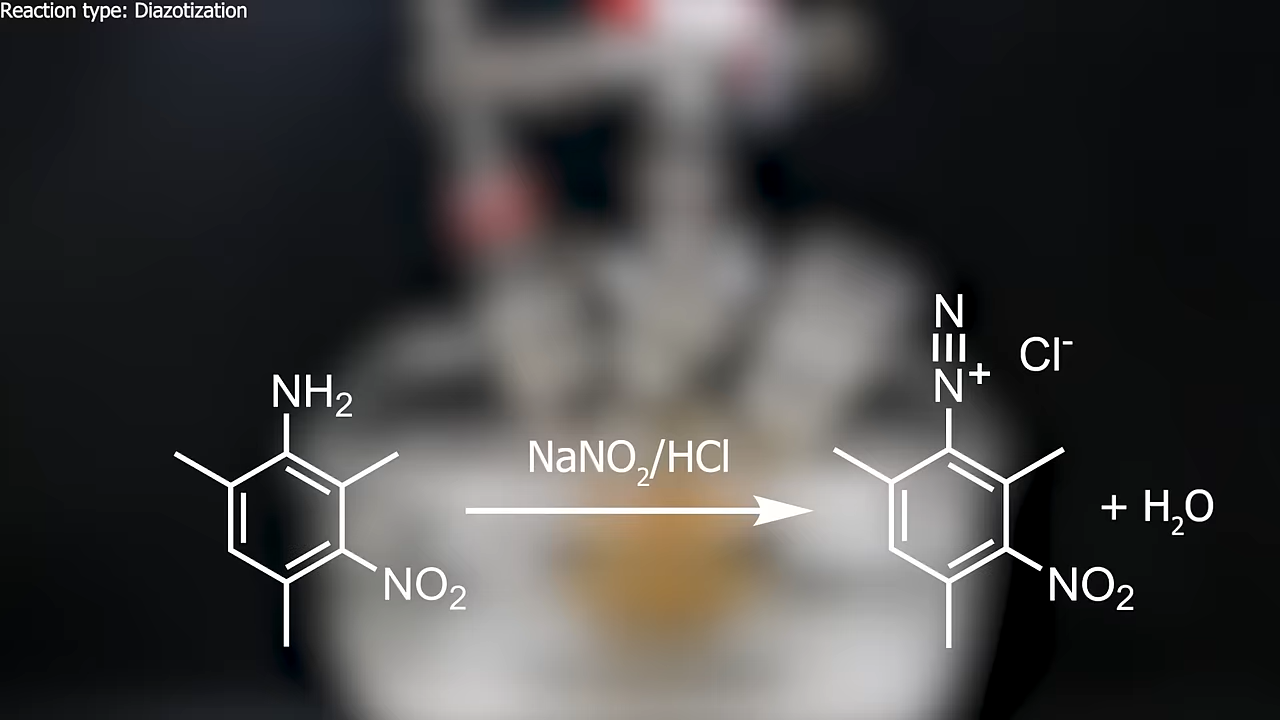 Reaction type: Diazotization
N
N+ Cl-
NH2
NaNO2/HCl
+ H2O
NO2
NO2